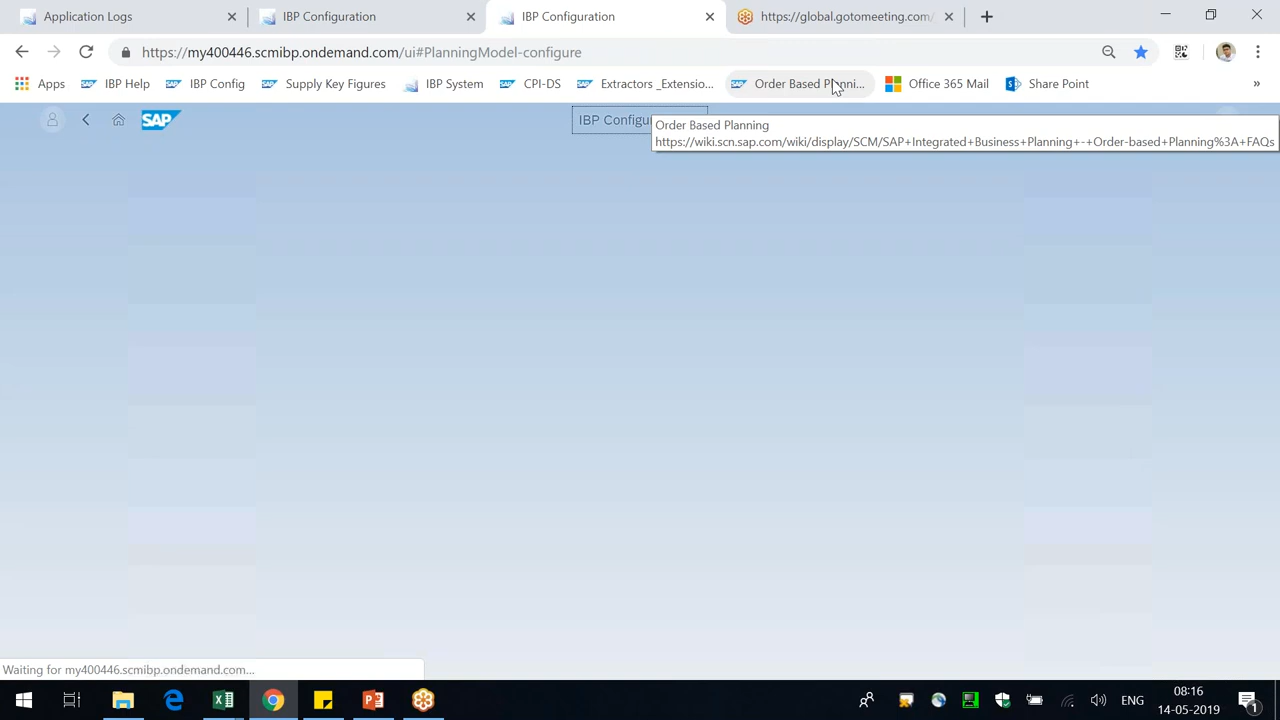 Application Logs
IBP Configuration
IBP Configuration
https://global.gotomeeting.com/
https://my400446.scmibp.ondemand.com/ui#PlanningModel-configure
Apps
IBP Help
IBP Config
Supply Key Figures
IBP System
CPI-DS
Extractors _Extensio...
Order Based Planni...
Office 365 Mail
Share Point
»
SAP
IBP Configu
Order Based Planning
https://wiki.scn.sap.com/wiki/display/SCM/SAP+Integrated+Business+Planning+-+Order-based+Planning%3A+FAQs
Waiting for my400446.scmibp.ondemand.com...
ENG
08:16
14-05-2019
1